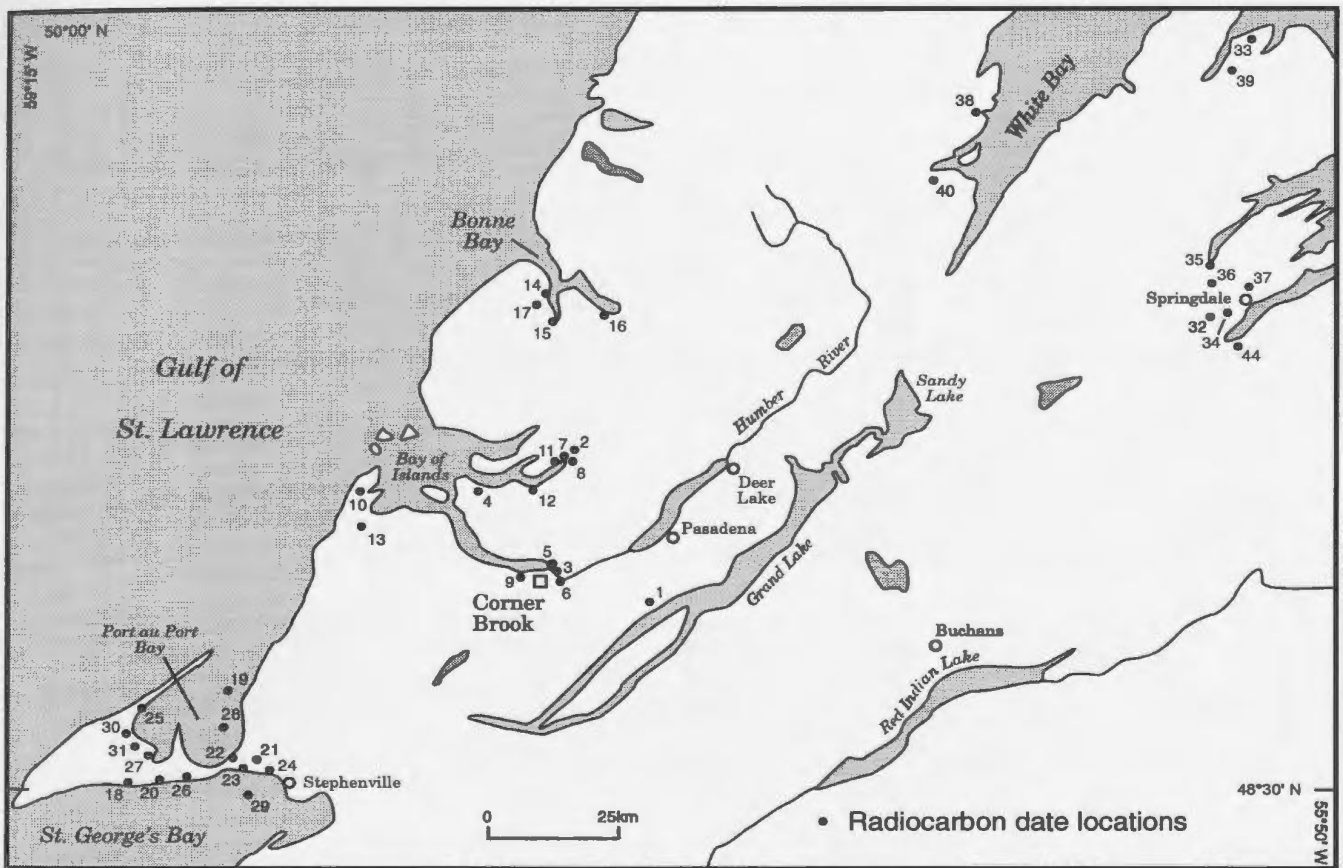 50°00' N
59°15' W
33
39
38
White Bay
40
Bonne
Bay
14
17
15
16
35
36
37
Springdale
32
34
44
Gulf of
St. Lawrence
Humber
River
Sandy
Lake
Bay of
Islands
11
7
2
8
4
12
10
13
Deer
Lake
Pasadena
5
3
9
6
Corner
Brook
1
Grand Lake
Port au Port
Bay
Buchans
Red Indian Lake
19
25
28
30
31
27
22
21
23
24
18
20
26
29
Stephenville
St. George's Bay
0
25km
• Radiocarbon date locations
48°30' N
55°50' W